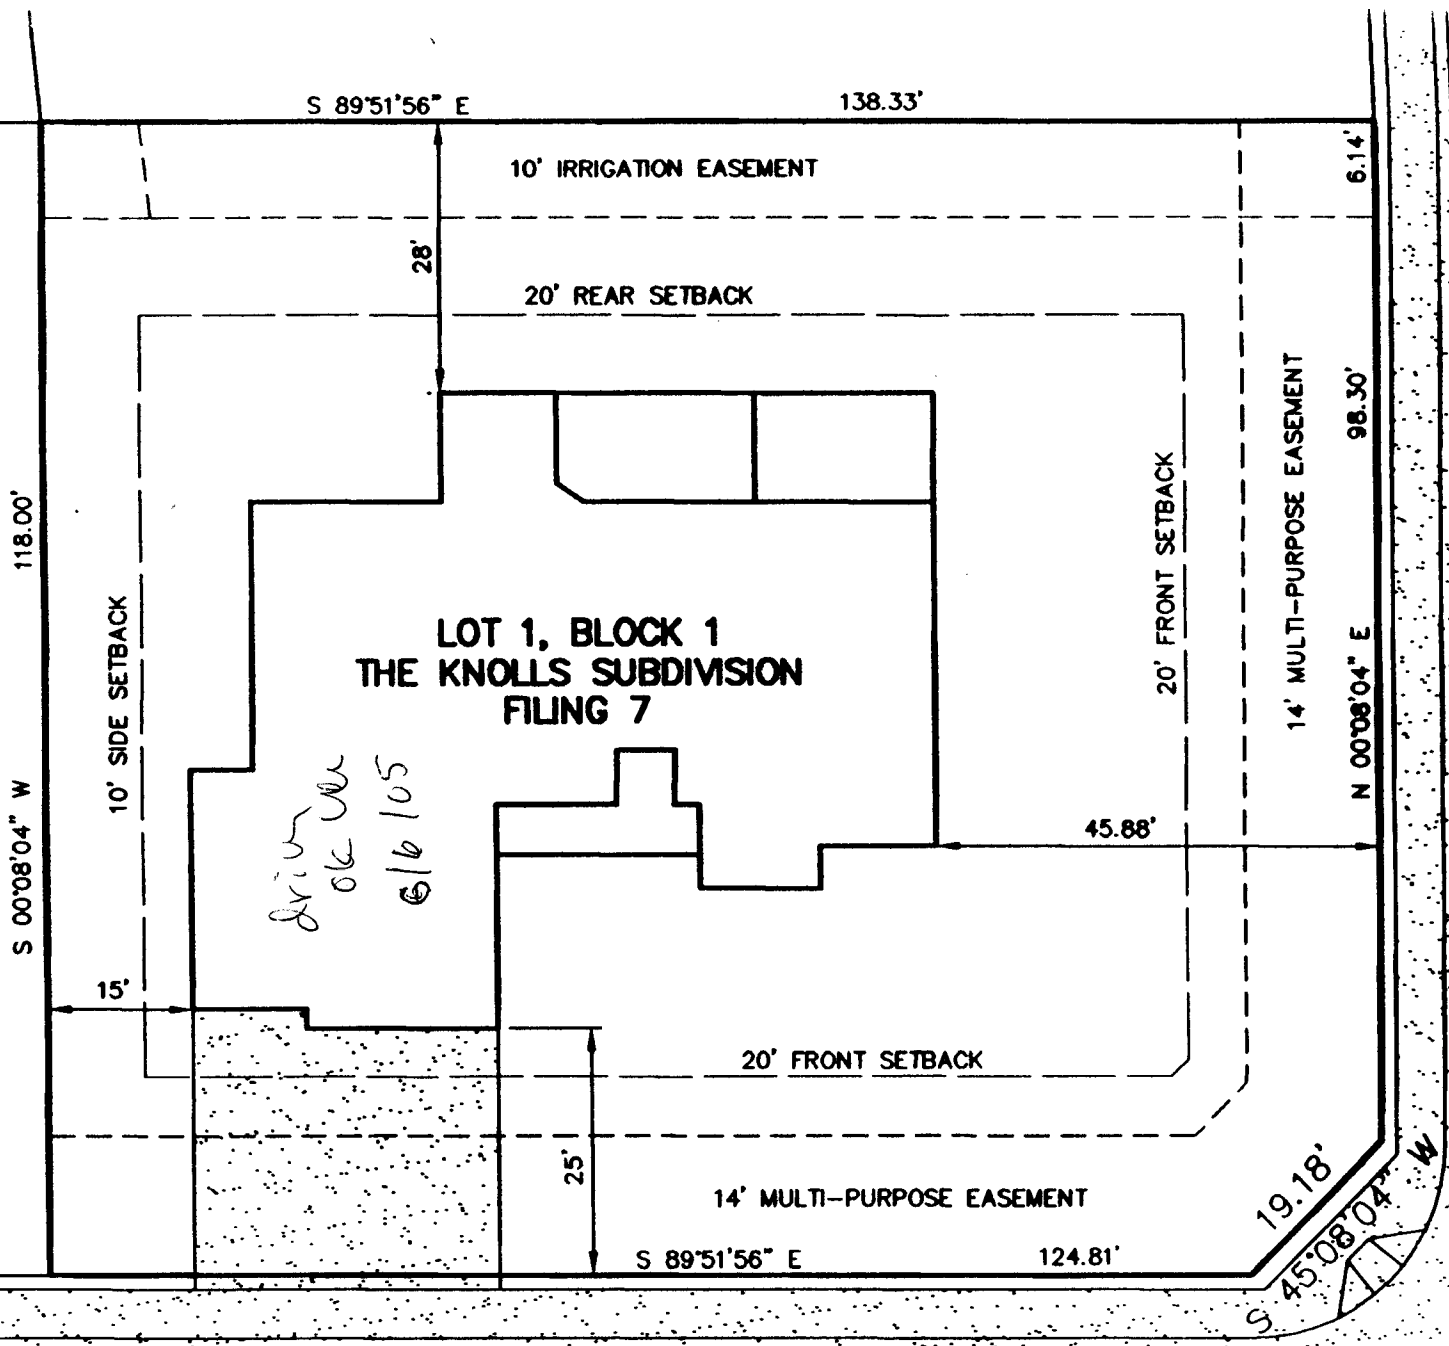 S 89°51'56" E
138.33'
10' IRRIGATION EASEMENT
6.14'
28'
20' REAR SETBACK
98.30'
14' MULTI-PURPOSE EASEMENT
20' FRONT SETBACK
118.00'
LOT 1, BLOCK 1
THE KNOLLS SUBDIVISION
FILING 7
10' SIDE SETBACK
N 00°08'04" E
S 00°08'04" W
45.88'
ok
15'
20' FRONT SETBACK
25'
14' MULTI-PURPOSE EASEMENT
19.18'
S 45°08'04" W
S 89°51'56" E
124.81'